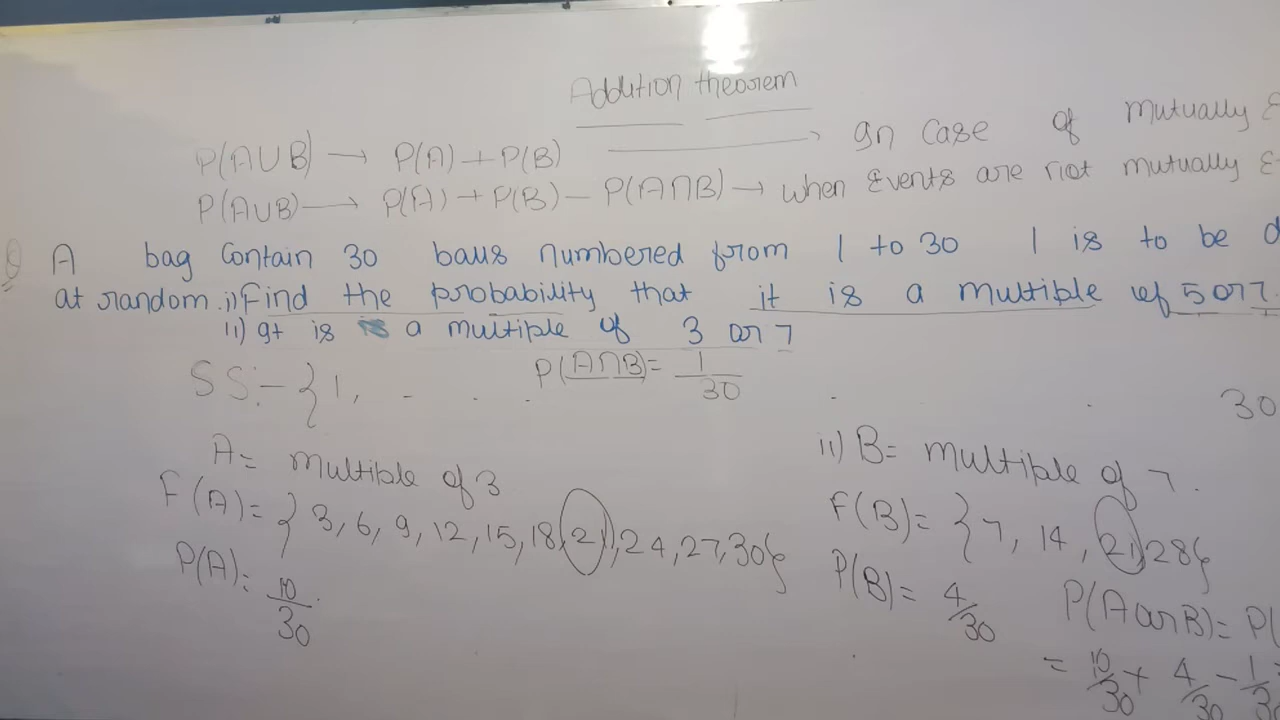 Addition theorem
P(AUB) → P(A) + P(B) → In case of mutually
P(AUB) → P(A) + P(B) - P(A∩B) → when Events are not mutually
Q A bag contain 30 balls numbered from 1 to 30 1 is to be d
at random. i) Find the probability that it is a multiple of 5 or 7.
ii) It is a multiple of 3 or 7
P(A∩B) = 1/30
SS:- {1, - . . . . . 30
A = multiple of 3
F(A) = {3, 6, 9, 12, 15, 18, 21, 24, 27, 30}
P(A) = 10/30
ii) B = multiple of 7.
F(B) = {7, 14, 21, 28}
P(B) = 4/30
P(A or B) = P(
= 10/30 + 4/30 - 1/30